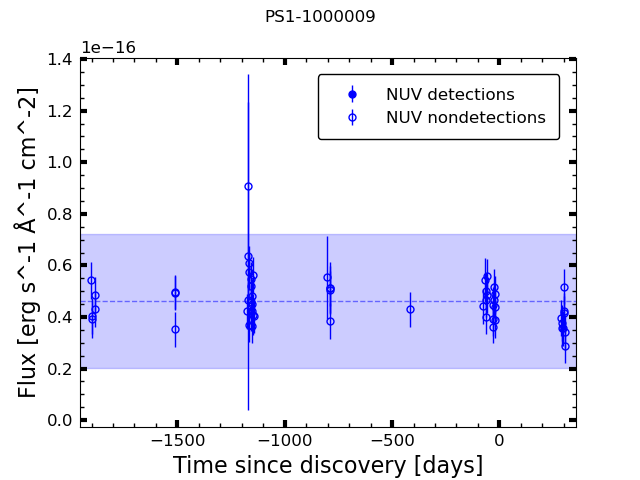 PS1-1000009
1e−16
1.4
1.2
1.0
0.8
0.6
0.4
0.2
0.0
Flux [erg s^-1 Å^-1 cm^-2]
NUV detections
NUV nondetections
−1500 −1000 −500 0
Time since discovery [days]